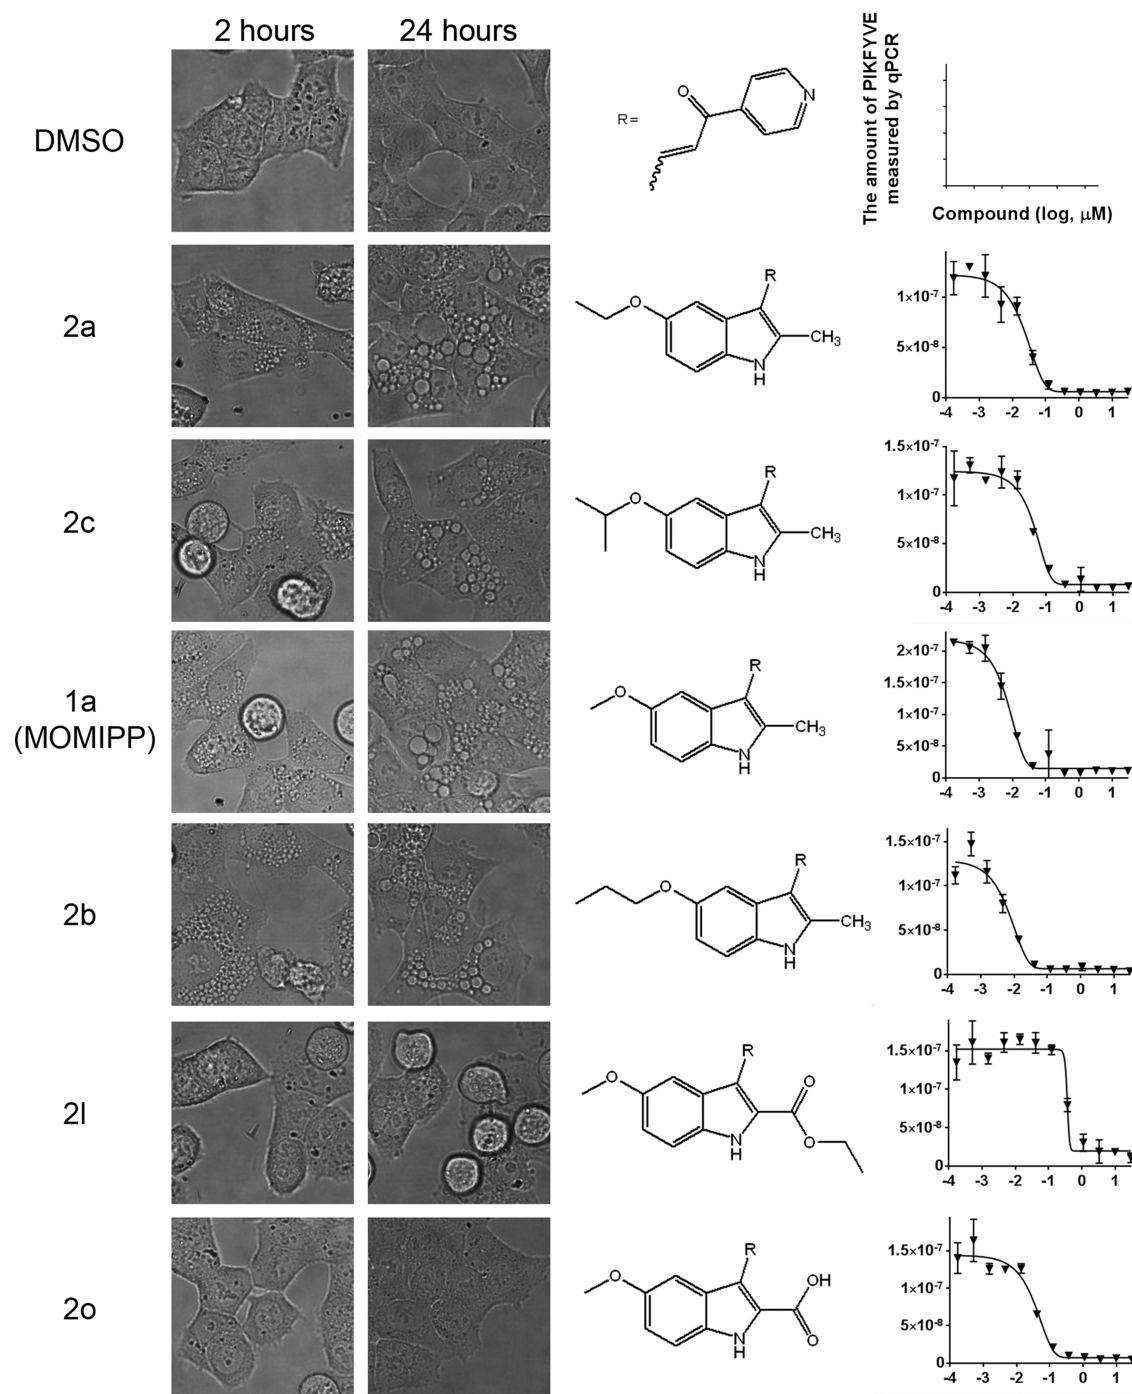 2 hours
24 hours
DMSO
R=
O
N
The amount of PIKFYVE
measured by qPCR
Compound (log, μM)
2a
O
R
CH3
N
H
1×10-7
5×10-8
0
-4 -3 -2 -1 0 1
2c
O
R
CH3
N
H
1.5×10-7
1×10-7
5×10-8
0
-4 -3 -2 -1 0 1
1a
(MOMIPP)
O
R
CH3
N
H
2×10-7
1.5×10-7
1×10-7
5×10-8
0
-4 -3 -2 -1 0 1
2b
O
R
CH3
N
H
1.5×10-7
1×10-7
5×10-8
0
-4 -3 -2 -1 0 1
2l
O
R
O
O
N
H
1.5×10-7
1×10-7
5×10-8
0
-4 -3 -2 -1 0 1
2o
O
R
OH
O
N
H
1.5×10-7
1×10-7
5×10-8
0
-4 -3 -2 -1 0 1